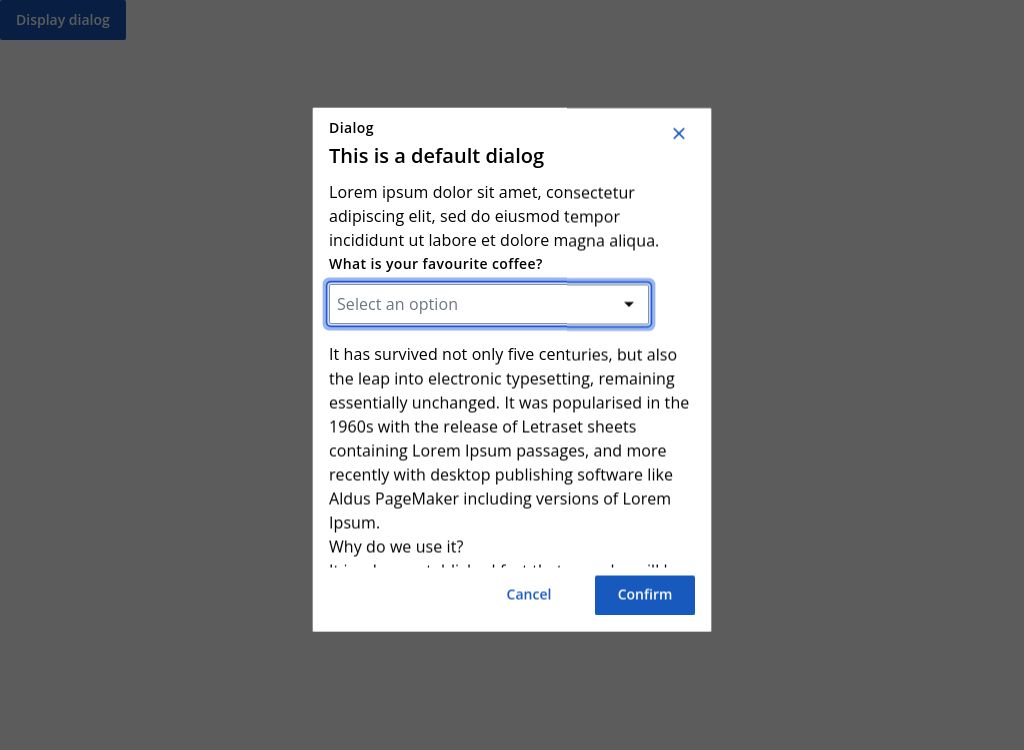 Display dialog
Dialog
This is a default dialog
Lorem ipsum dolor sit amet, consectetur
adipiscing elit, sed do eiusmod tempor
incididunt ut labore et dolore magna aliqua.
What is your favourite coffee?
Select an option
It has survived not only five centuries, but also
the leap into electronic typesetting, remaining
essentially unchanged. It was popularised in the
1960s with the release of Letraset sheets
containing Lorem Ipsum passages, and more
recently with desktop publishing software like
Aldus PageMaker including versions of Lorem
Ipsum.
Why do we use it?
Cancel
Confirm